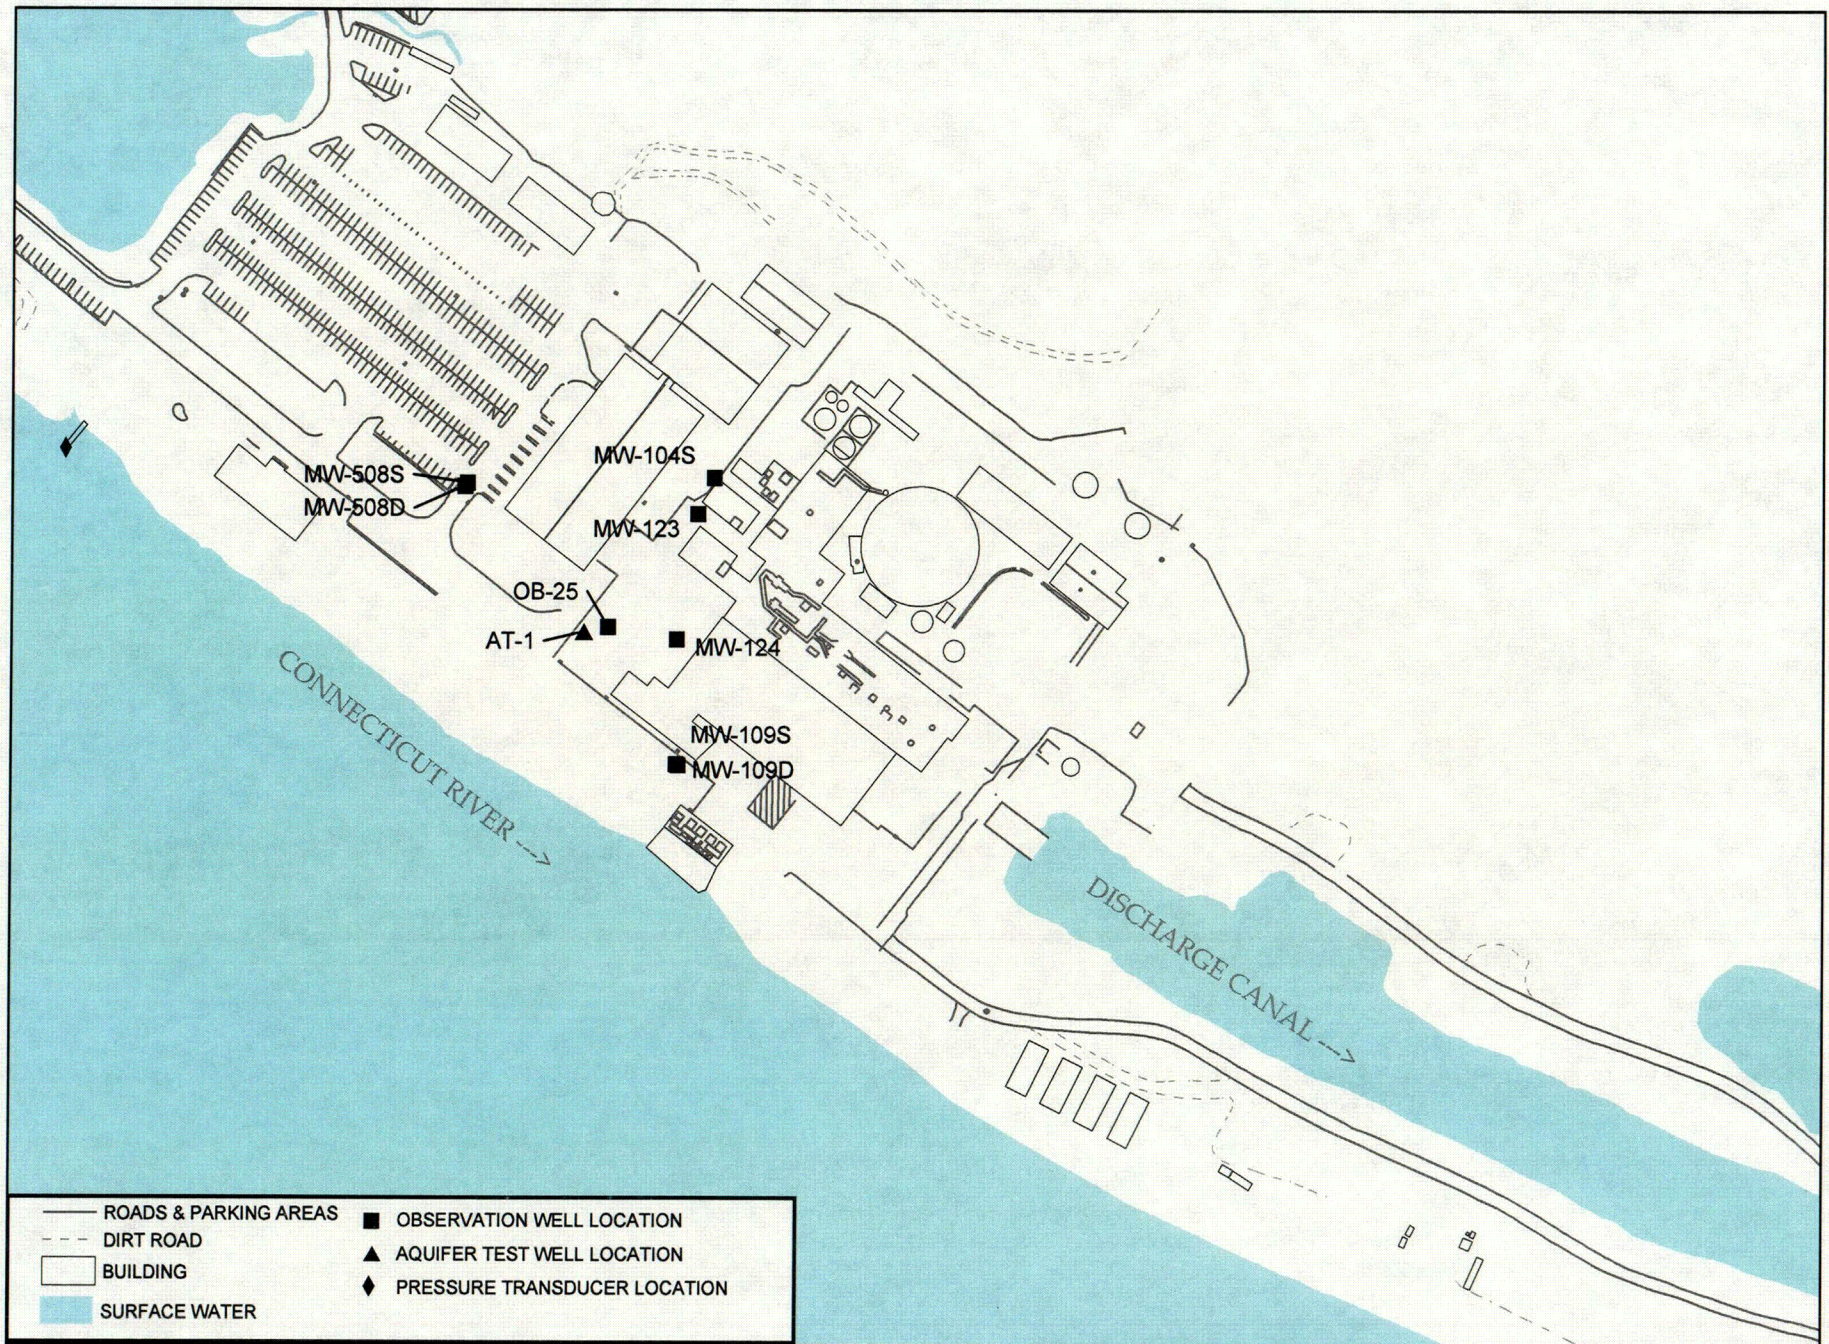 MW-104S
MW-508S
MW-508D
MW-123
OB-25
AT-1
MW-124
CONNECTICUT RIVER --->
MW-109S
MW-109D
DISCHARGE CANAL --->
ROADS & PARKING AREAS
DIRT ROAD
BUILDING
SURFACE WATER
OBSERVATION WELL LOCATION
AQUIFER TEST WELL LOCATION
PRESSURE TRANSDUCER LOCATION